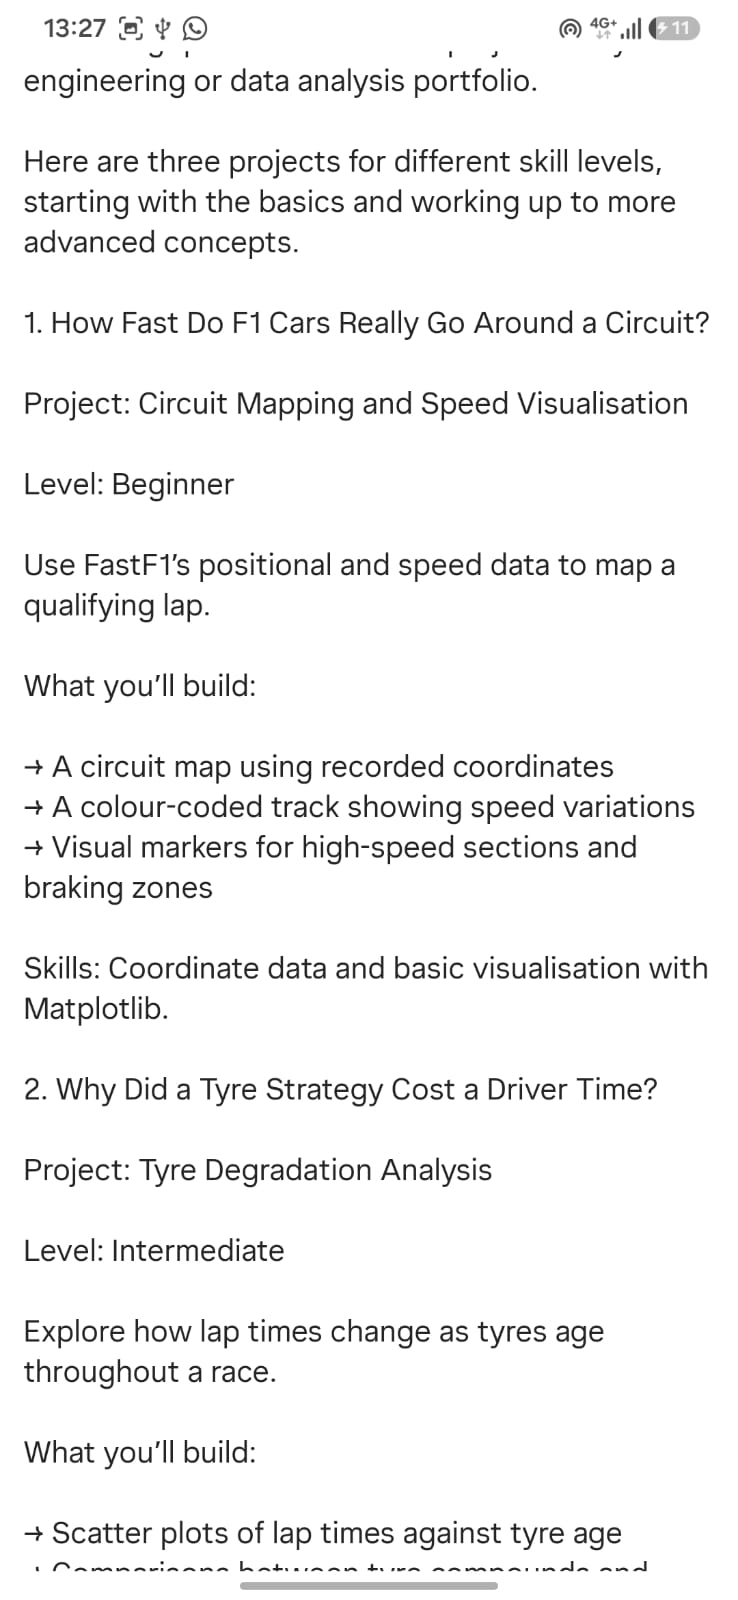 13:27
4G+
11
engineering or data analysis portfolio.
Here are three projects for different skill levels,
starting with the basics and working up to more
advanced concepts.
1. How Fast Do F1 Cars Really Go Around a Circuit?
Project: Circuit Mapping and Speed Visualisation
Level: Beginner
Use FastF1’s positional and speed data to map a
qualifying lap.
What you’ll build:
→ A circuit map using recorded coordinates
→ A colour-coded track showing speed variations
→ Visual markers for high-speed sections and
braking zones
Skills: Coordinate data and basic visualisation with
Matplotlib.
2. Why Did a Tyre Strategy Cost a Driver Time?
Project: Tyre Degradation Analysis
Level: Intermediate
Explore how lap times change as tyres age
throughout a race.
What you’ll build:
→ Scatter plots of lap times against tyre age
→ Comparisons between tyre compounds and